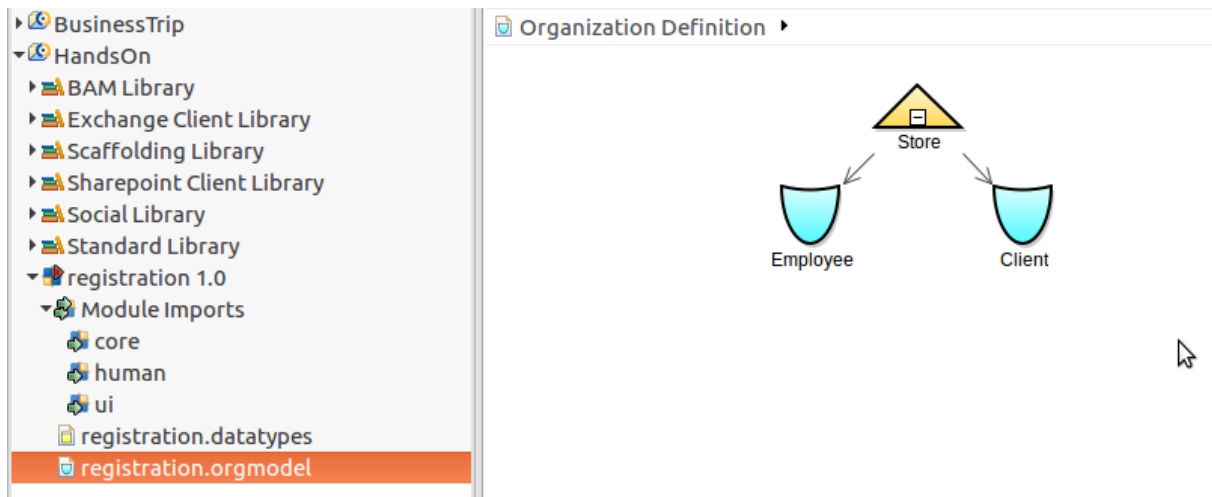 BusinessTrip
HandsOn
BAM Library
Exchange Client Library
Scaffolding Library
Sharepoint Client Library
Social Library
Standard Library
registration 1.0
Module Imports
core
human
ui
registration.datatypes
registration.orgmodel
Organization Definition
Store
Employee Client